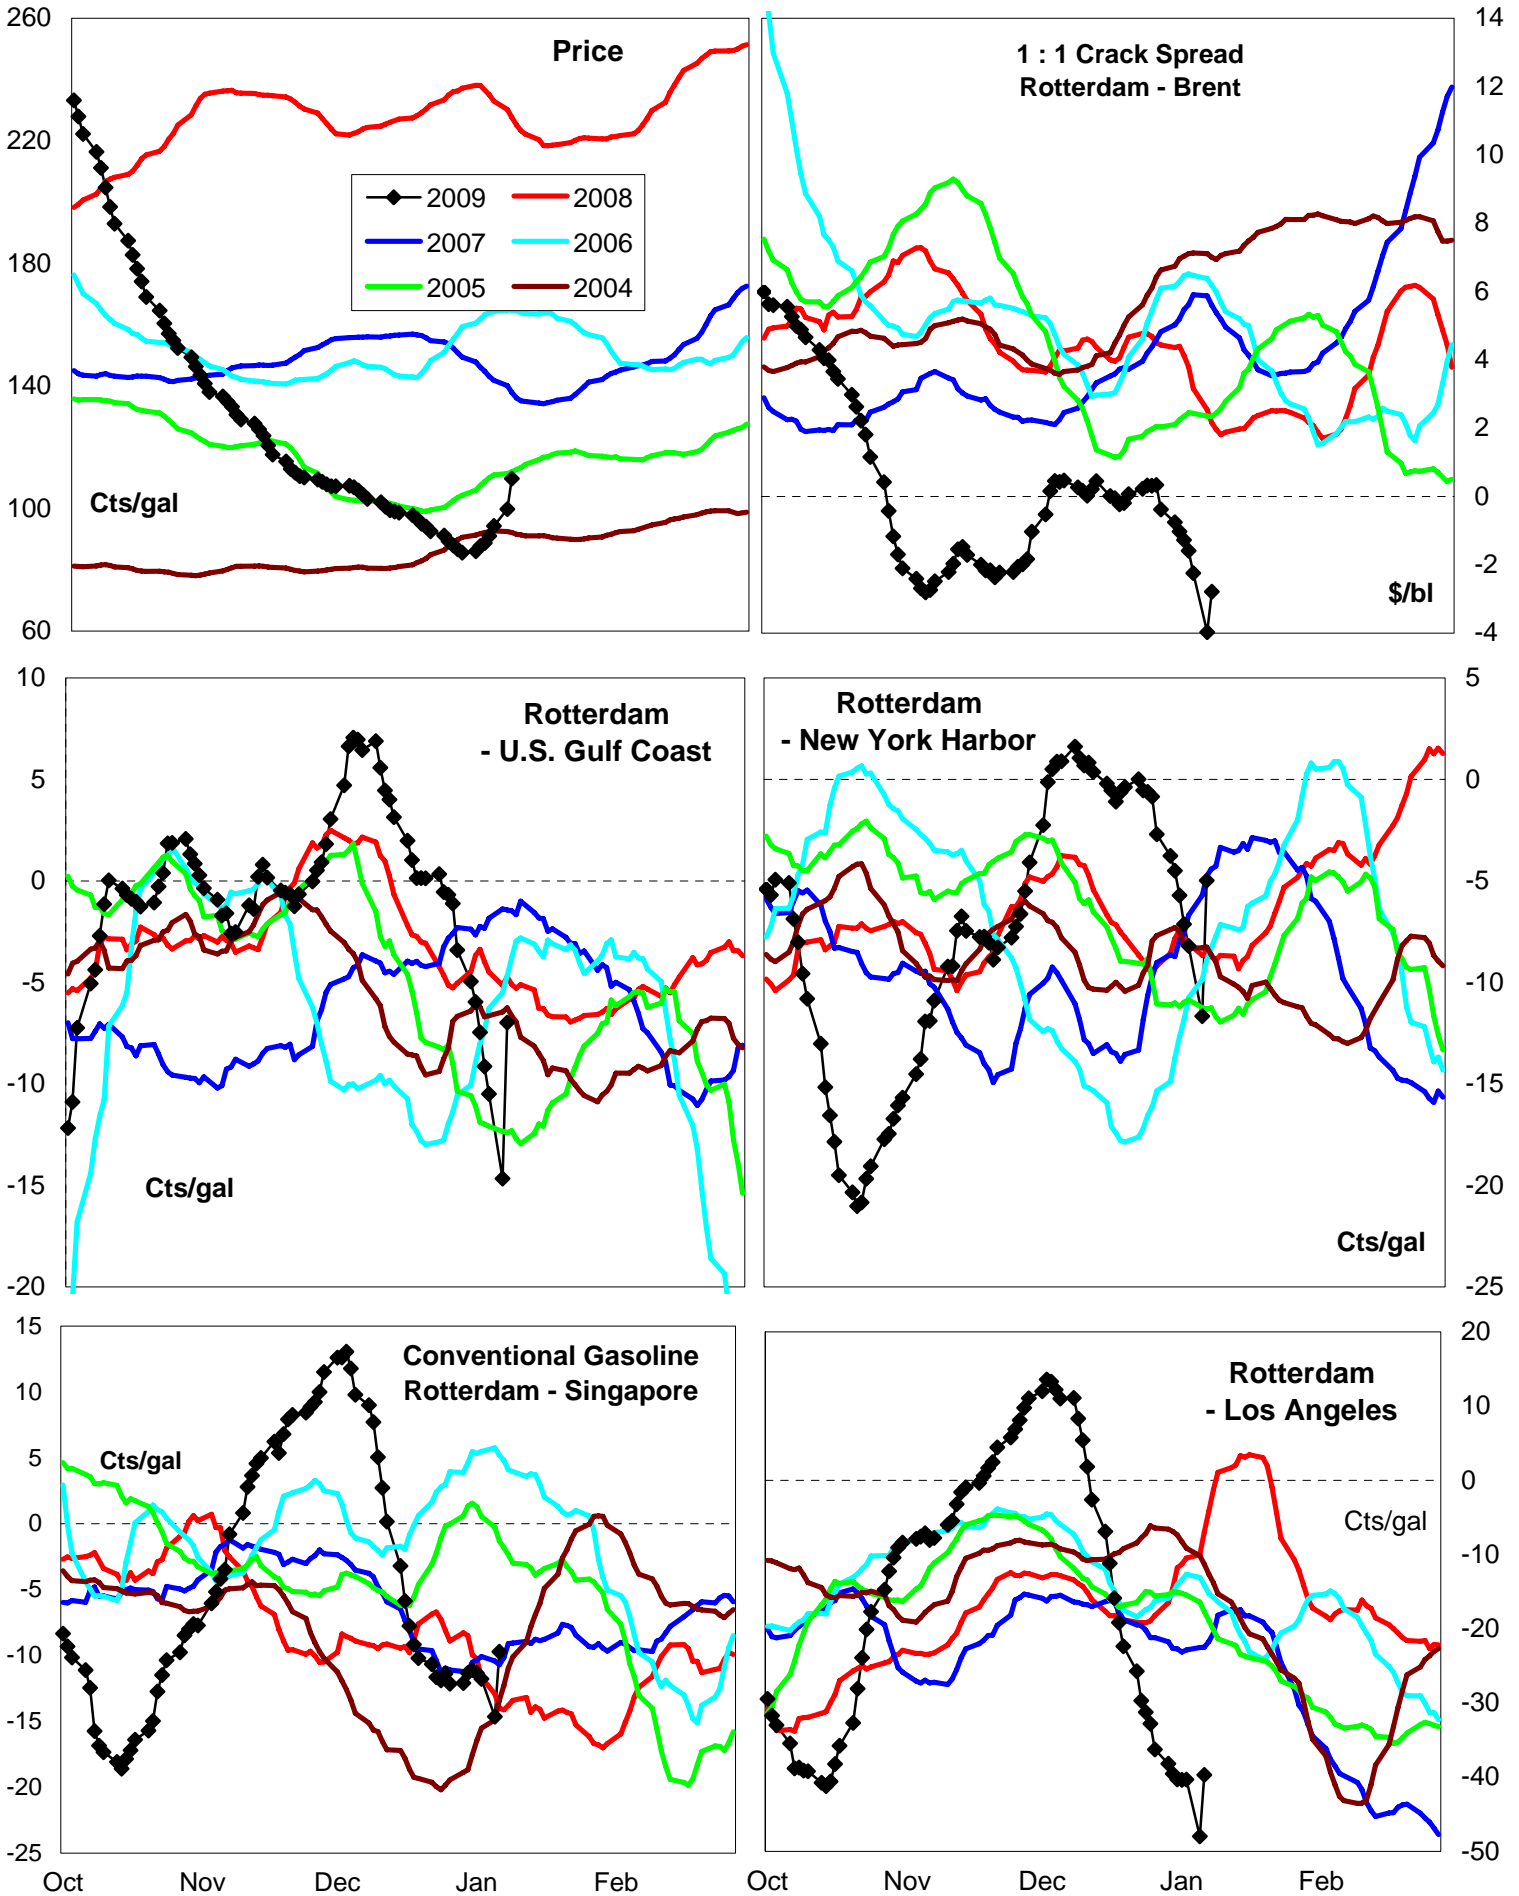 260
220
180
140
100
60
Price
Cts/gal
2009
2008
2007
2006
2005
2004
1 : 1 Crack Spread
Rotterdam - Brent
$/bl
14
12
10
8
6
4
2
0
-2
-4
10
5
0
-5
-10
-15
-20
Rotterdam
- U.S. Gulf Coast
Cts/gal
Rotterdam
- New York Harbor
Cts/gal
5
0
-5
-10
-15
-20
-25
15
10
5
0
-5
-10
-15
-20
-25
Conventional Gasoline
Rotterdam - Singapore
Cts/gal
Oct
Nov
Dec
Jan
Feb
Rotterdam
- Los Angeles
Cts/gal
20
10
0
-10
-20
-30
-40
-50
Oct
Nov
Dec
Jan
Feb